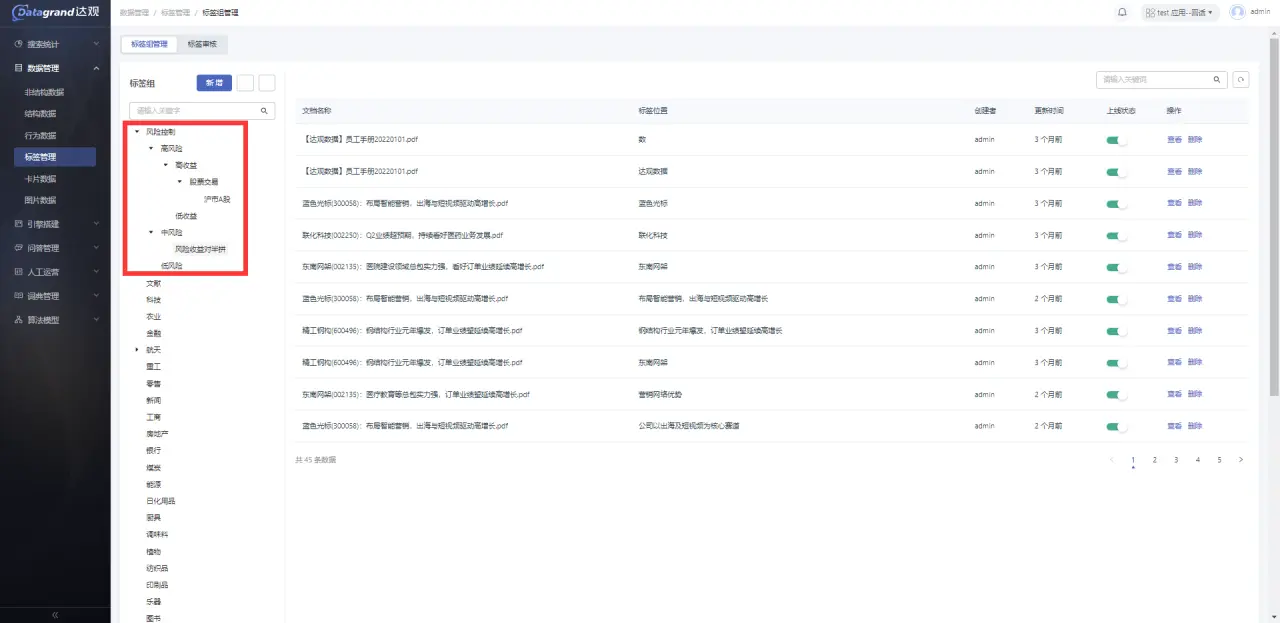 Datagrand达观
数据管理 / 标签管理 / 标签组管理
test 应用--画语
admin
搜索统计
数据管理
非结构数据
结构数据
行为数据
标签管理
卡片数据
图片数据
引擎搭建
问答管理
人工运营
词典管理
算法模型
标签组管理
标签审核
标签组
新增
请输入关键字
风险控制
高风险
高收益
股票交易
沪市A股
低收益
中风险
风险收益对半拼
低风险
文献
科技
农业
金融
航天
重工
零售
新闻
工商
房地产
银行
煤炭
能源
日化用品
厨具
调味料
植物
纺织品
印制品
乐器
图书
请输入关键词
文档名称 标签位置 创建者 更新时间 上线状态 操作
【达观数据】员工手册20220101.pdf 数 admin 3 个月前 查看 删除
【达观数据】员工手册20220101.pdf 达观数据 admin 3 个月前 查看 删除
蓝色光标(300058)：布局智能营销、出海与短视频驱动高增长.pdf 蓝色光标 admin 3 个月前 查看 删除
联化科技(002250)：Q2业绩超预期，持续看好医药业务发展.pdf 联化科技 admin 3 个月前 查看 删除
东南网架(002135)：医院建设领域总包实力强，看好订单业绩延续高增长.pdf 东南网架 admin 3 个月前 查看 删除
蓝色光标(300058)：布局智能营销、出海与短视频驱动高增长.pdf 布局智能营销、出海与短视频驱动高增长 admin 2 个月前 查看 删除
精工钢构(600496)：钢结构行业元年爆发，订单业绩望延续高增长.pdf 钢结构行业元年爆发，订单业绩望延续高增长 admin 3 个月前 查看 删除
精工钢构(600496)：钢结构行业元年爆发，订单业绩望延续高增长.pdf 东南网架 admin 3 个月前 查看 删除
东南网架(002135)：医疗教育等总包实力强，订单业绩望延续高增长.pdf 营销网络优势 admin 2 个月前 查看 删除
蓝色光标(300058)：布局智能营销、出海与短视频驱动高增长.pdf 公司以出海及短视频为核心赛道 admin 2 个月前 查看 删除
共 45 条数据
1 2 3 4 5